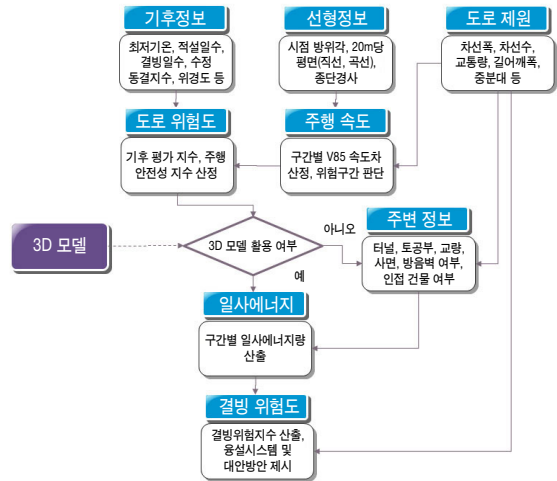 기후정보
최저기온, 적설일수,
결빙일수, 수정
동결지수, 위경도 등
선형정보
시점 방위각, 20m당
평면(직선, 곡선),
종단경사
도로 제원
차선폭, 차선수,
교통량, 길어깨폭,
중분대 등
도로 위험도
기후 평가 지수, 주행
안전성 지수 산정
주행 속도
구간별 V85 속도차
산정, 위험구간 판단
3D 모델
3D 모델 활용 여부
아니오
예
주변 정보
터널, 토공부, 교량,
사면, 방음벽 여부,
인접 건물 여부
일사에너지
구간별 일사에너지량
산출
결빙 위험도
결빙위험지수 산출,
융설시스템 및
대안방안 제시